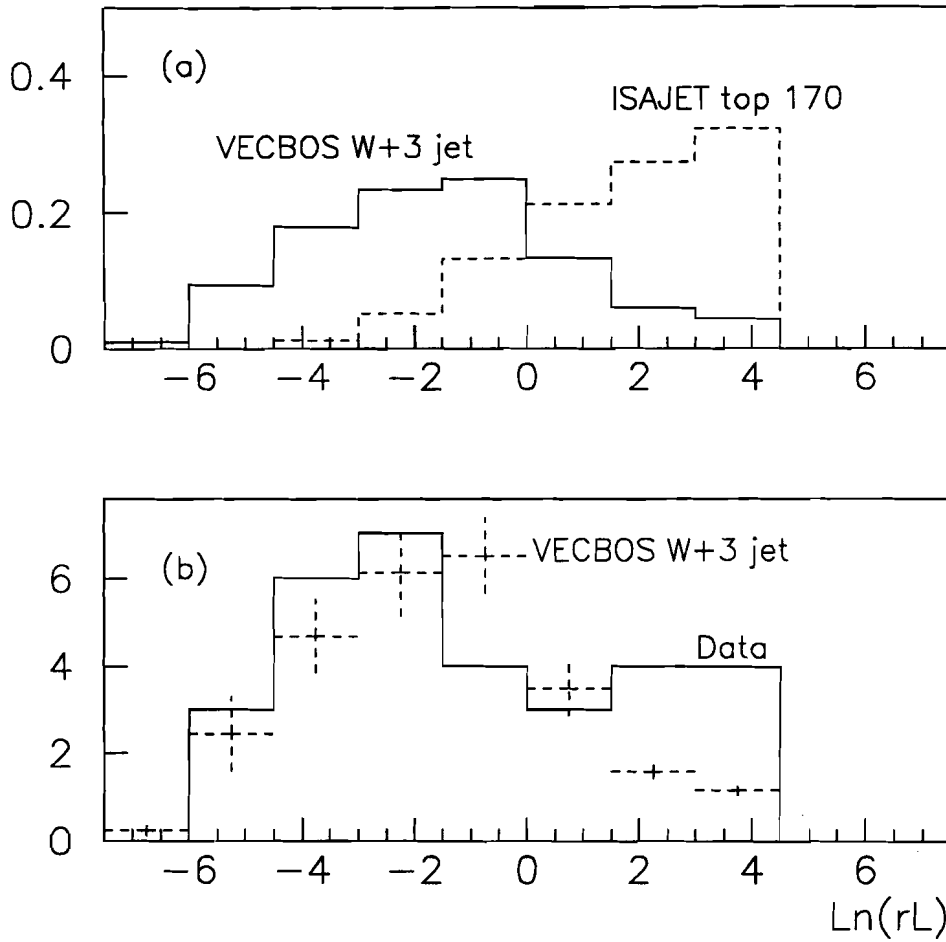 (a)
ISAJET top 170
VECBOS W+3 jet
0.4
0.2
0
−6 −4 −2 0 2 4 6
(b)
VECBOS W+3 jet
Data
6
4
2
0
−6 −4 −2 0 2 4 6
Ln(rL)